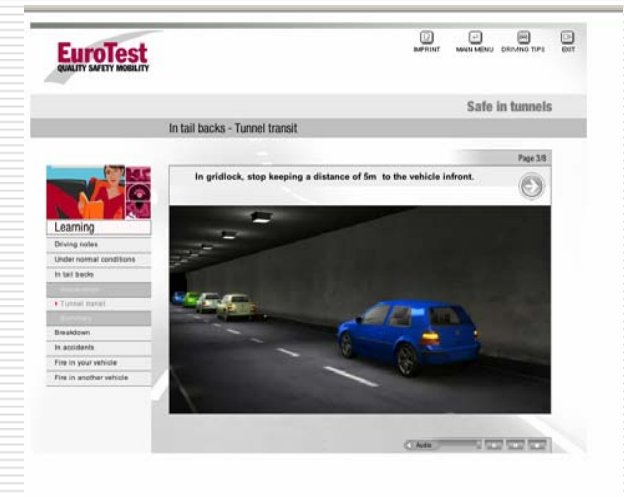 EuroTest
QUALITY SAFETY MOBILITY
IMPRINT MAIN MENU DRIVING TIPS EXIT
Safe in tunnels
In tail backs - Tunnel transit
Page 3/8
In gridlock, stop keeping a distance of 5m to the vehicle infront.
Learning
Driving notes
Under normal conditions
In tail backs
Tunnel transit
Summary
Breakdown
In accidents
Fire in your vehicle
Fire in another vehicle
Audio